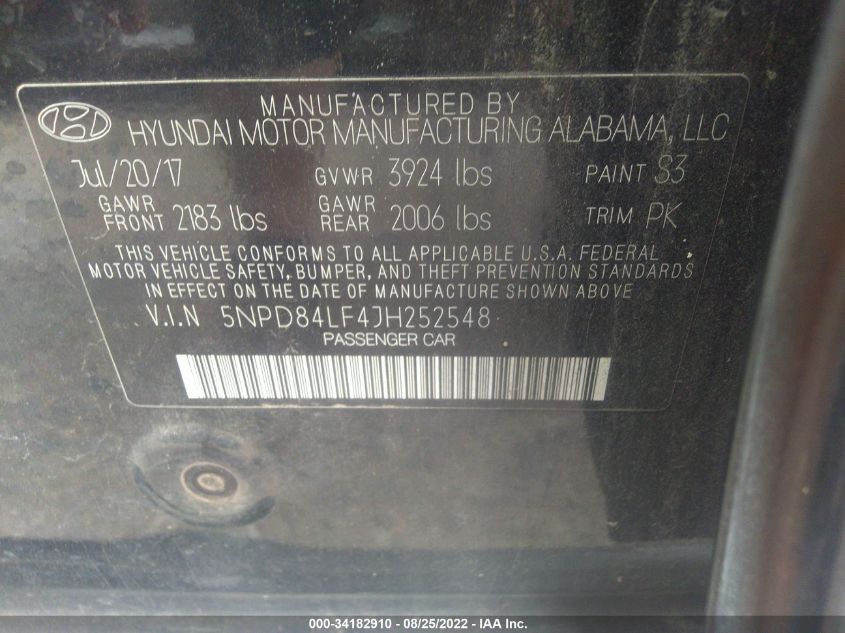 MANUFACTURED BY
HYUNDAI MOTOR MANUFACTURING ALABAMA, LLC
Jul/20/17 GVWR 3924 lbs PAINT S3
GAWR FRONT 2183 lbs GAWR REAR 2006 lbs TRIM PK
THIS VEHICLE CONFORMS TO ALL APPLICABLE U.S.A. FEDERAL
MOTOR VEHICLE SAFETY, BUMPER, AND THEFT PREVENTION STANDARDS
IN EFFECT ON THE DATE OF MANUFACTURE SHOWN ABOVE
V.I.N 5NPD84LF4JH252548
PASSENGER CAR
000-34182910 - 08/25/2022 - IAA Inc.